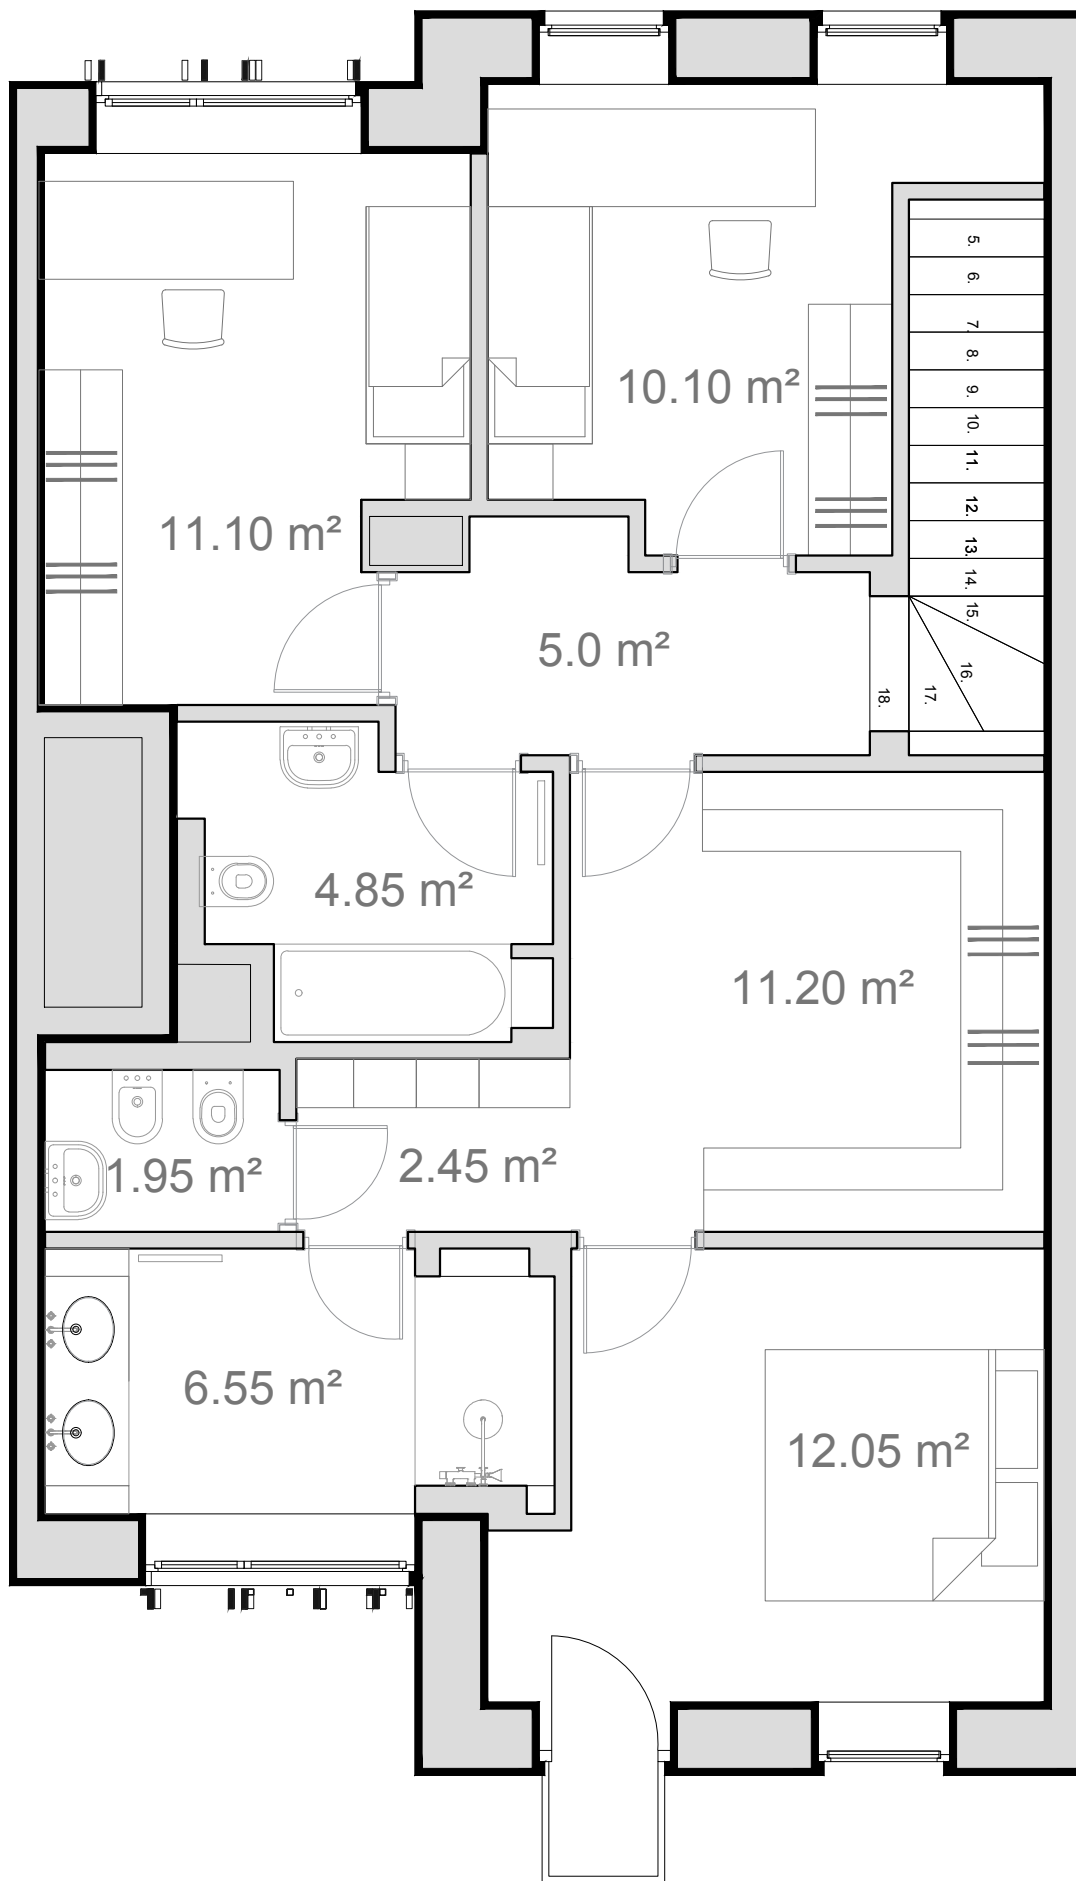 5.
6.
7.
8.
9.
10.
11.
12.
13.
14.
15.
16.
17.
18.
10.10 m²
11.10 m²
5.0 m²
4.85 m²
11.20 m²
1.95 m²
2.45 m²
6.55 m²
12.05 m²